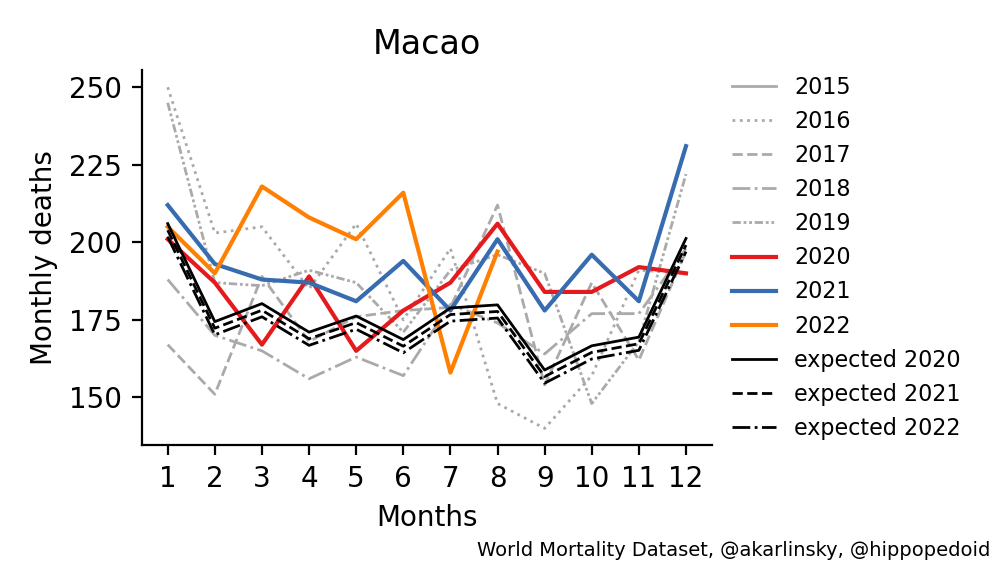 Macao
Monthly deaths
250
225
200
175
150
1 2 3 4 5 6 7 8 9 10 11 12
Months
2015
2016
2017
2018
2019
2020
2021
2022
expected 2020
expected 2021
expected 2022
World Mortality Dataset, @akarlinsky, @hippopedoid